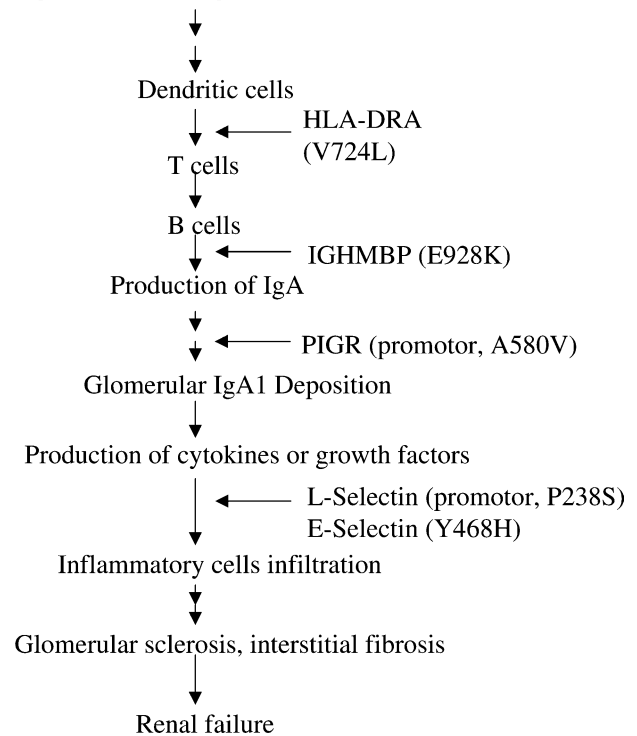 Dendritic cells
HLA-DRA
(V724L)
T cells
B cells
IGHMBP (E928K)
Production of IgA
PIGR (promotor, A580V)
Glomerular IgA1 Deposition
Production of cytokines or growth factors
L-Selectin (promotor, P238S)
E-Selectin (Y468H)
Inflammatory cells infiltration
Glomerular sclerosis, interstitial fibrosis
Renal failure